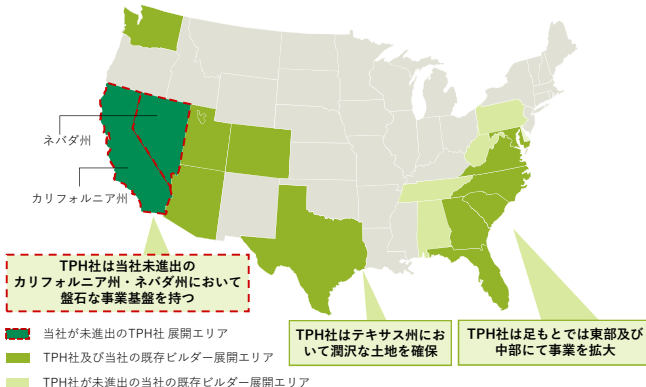 ネバダ州
カリフォルニア州
TPH社は当社未進出の
カリフォルニア州・ネバダ州において
盤石な事業基盤を持つ
TPH社はテキサス州にお
いて潤沢な土地を確保
TPH社は足もとでは東部及び
中部にて事業を拡大
当社が未進出のTPH社 展開エリア
TPH社及び当社の既存ビルダー展開エリア
TPH社が未進出の当社の既存ビルダー展開エリア